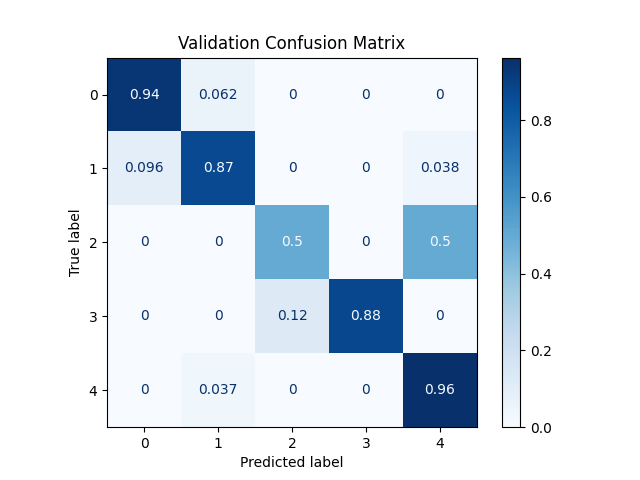 Validation Confusion Matrix
0 0.94 0.062 0 0 0
1 0.096 0.87 0 0 0.038
2 0 0 0.5 0 0.5
3 0 0 0.12 0.88 0
4 0 0.037 0 0 0.96
0 1 2 3 4
Predicted label
True label
0.8
0.6
0.4
0.2
0.0